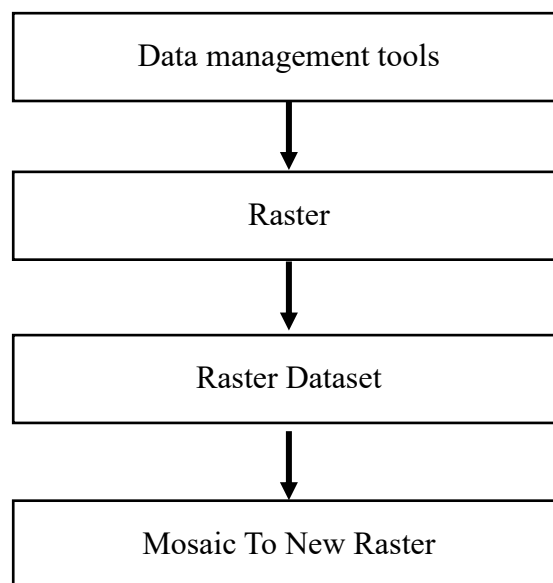 Data management tools
Raster
Raster Dataset
Mosaic To New Raster